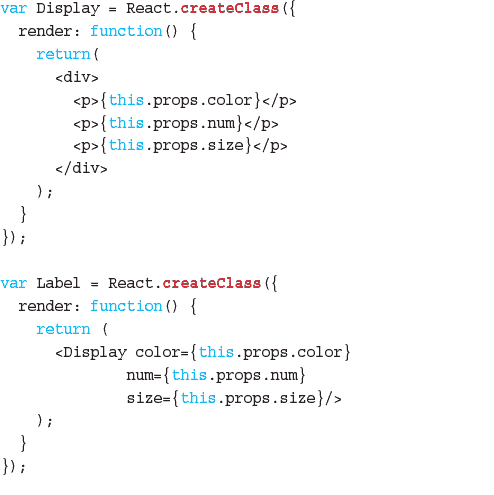 var Display = React.createClass({
  render: function() {
    return(
      <div>
        <p>{this.props.color}</p>
        <p>{this.props.num}</p>
        <p>{this.props.size}</p>
      </div>
    );
  }
});

var Label = React.createClass({
  render: function() {
    return (
      <Display color={this.props.color}
              num={this.props.num}
              size={this.props.size}/>
    );
  }
});